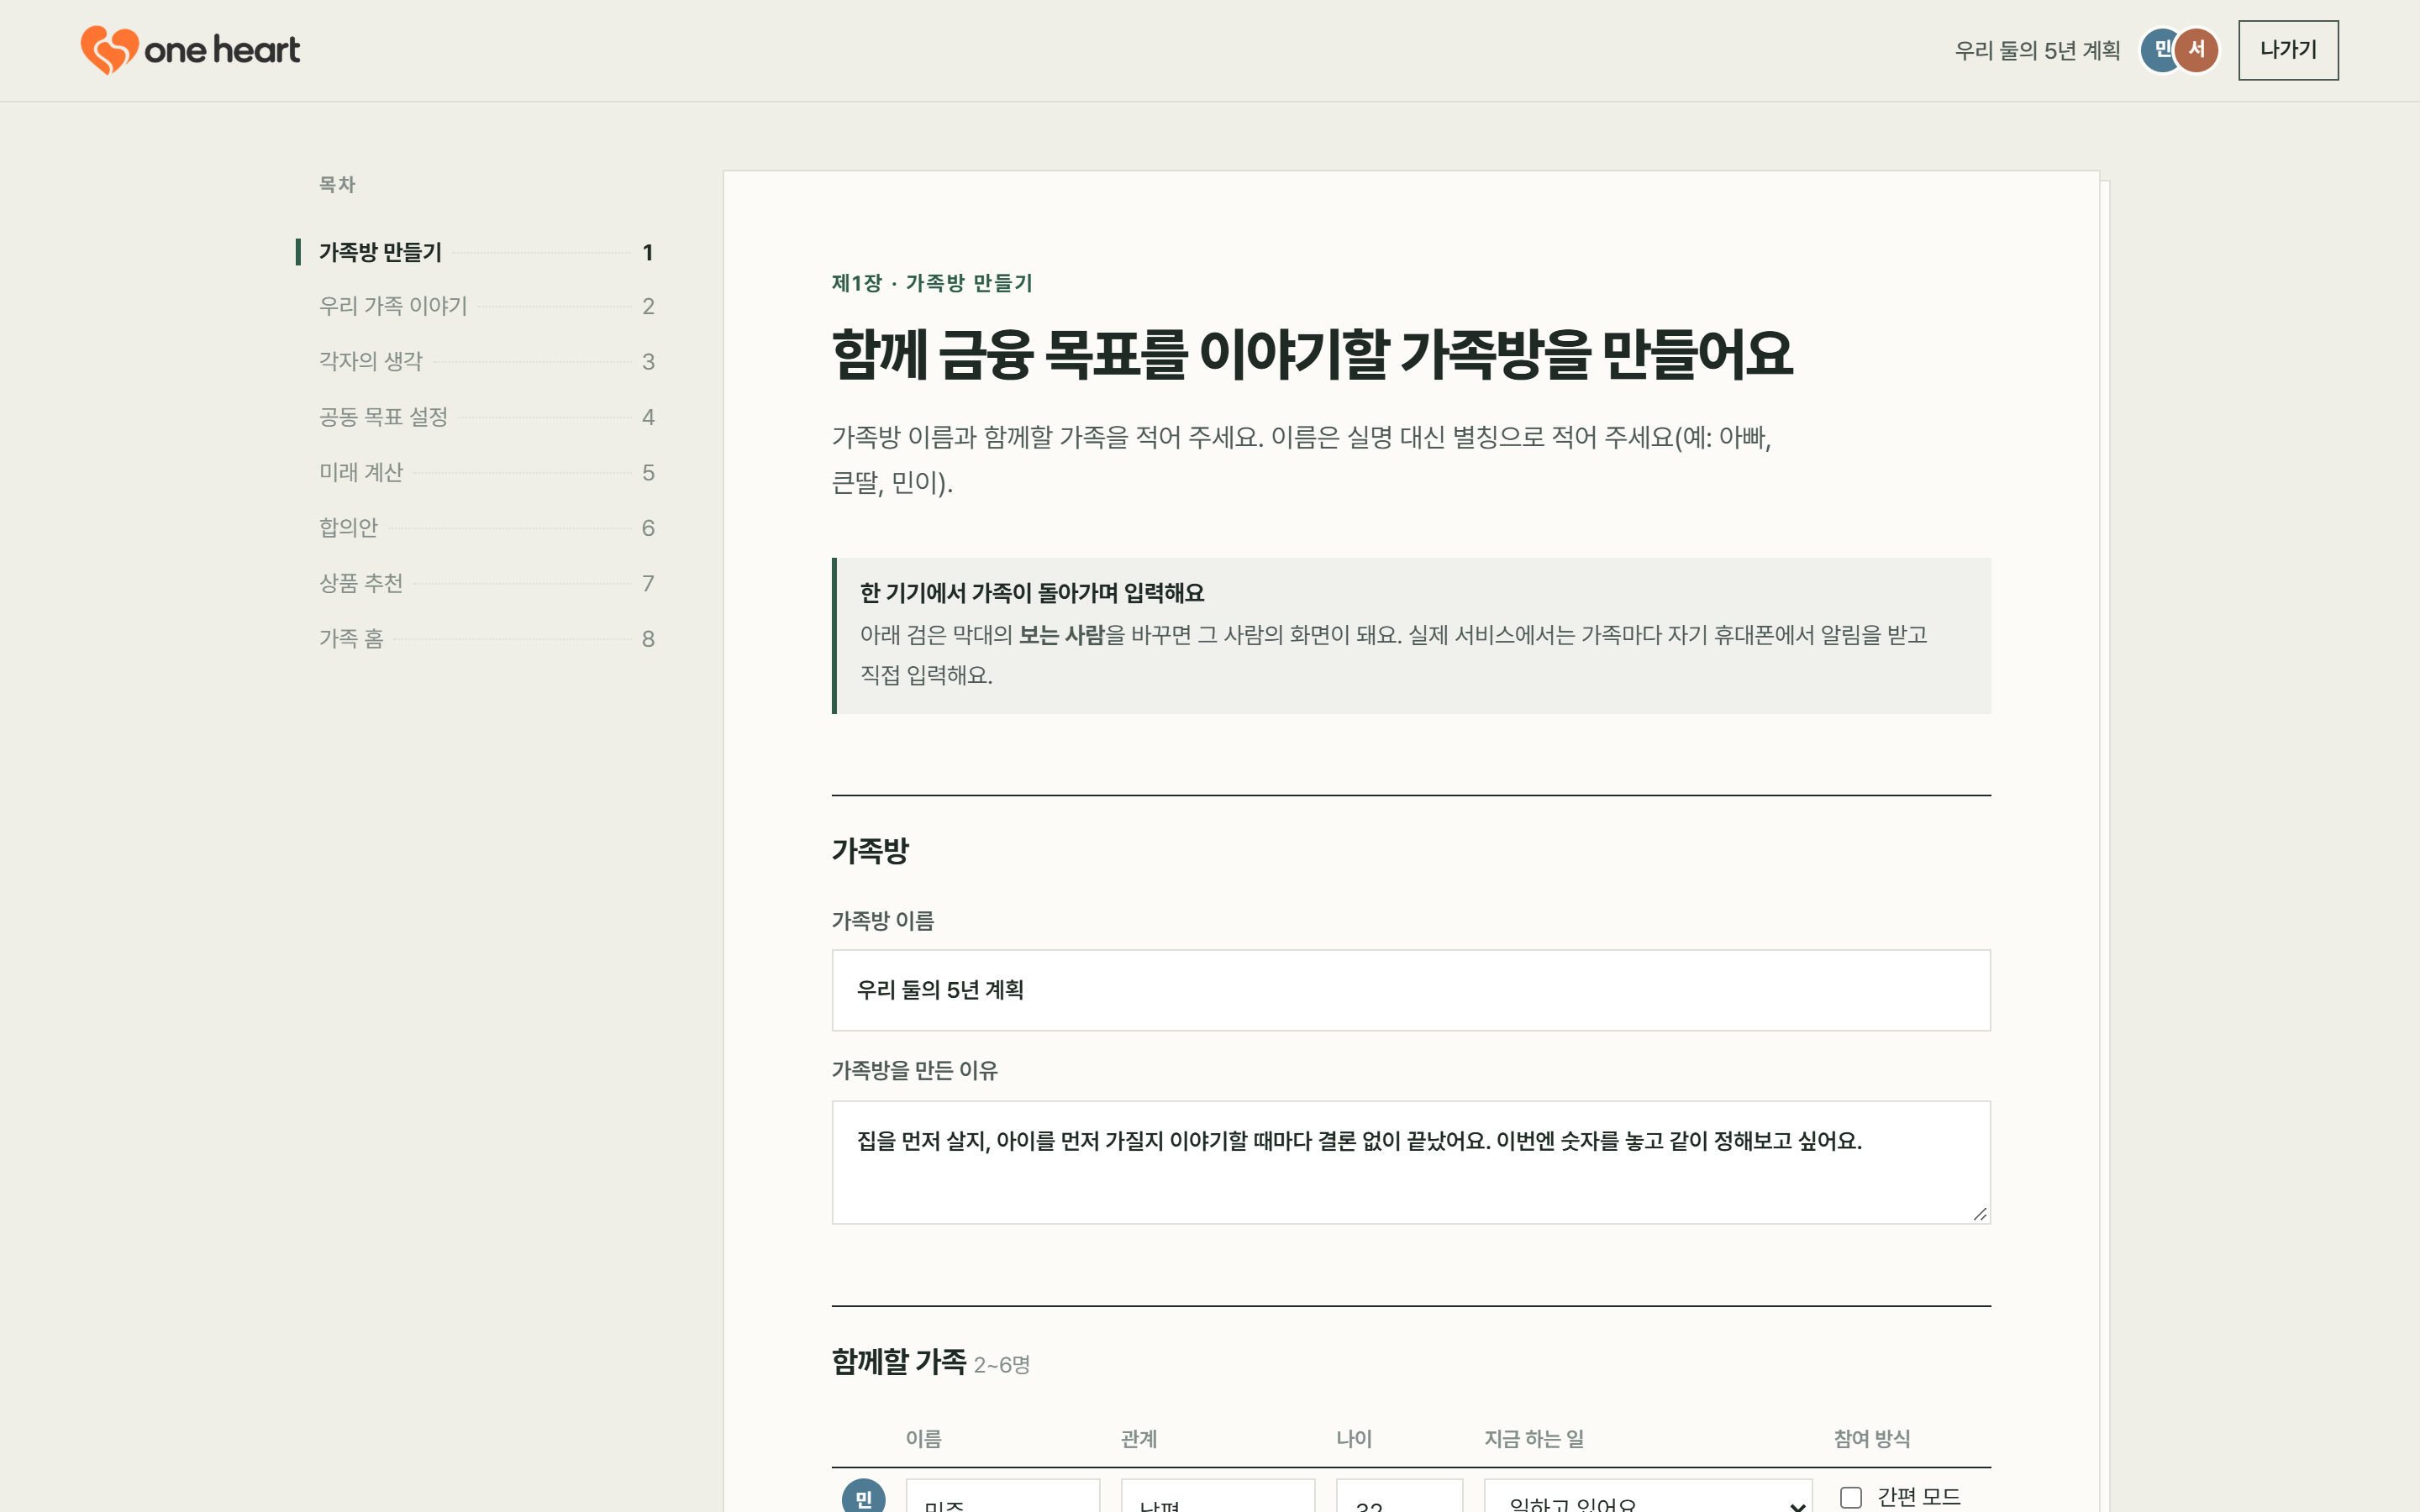 one heart
우리 둘의 5년 계획
민
서
나가기
목차
가족방 만들기 1
우리 가족 이야기 2
각자의 생각 3
공동 목표 설정 4
미래 계산 5
합의안 6
상품 추천 7
가족 홈 8
제1장 · 가족방 만들기
함께 금융 목표를 이야기할 가족방을 만들어요
가족방 이름과 함께할 가족을 적어 주세요. 이름은 실명 대신 별칭으로 적어 주세요(예: 아빠,
큰딸, 민이).
한 기기에서 가족이 돌아가며 입력해요
아래 검은 막대의 보는 사람을 바꾸면 그 사람의 화면이 돼요. 실제 서비스에서는 가족마다 자기 휴대폰에서 알림을 받고
직접 입력해요.
가족방
가족방 이름
우리 둘의 5년 계획
가족방을 만든 이유
집을 먼저 살지, 아이를 먼저 가질지 이야기할 때마다 결론 없이 끝났어요. 이번엔 숫자를 놓고 같이 정해보고 싶어요.
함께할 가족 2~6명
이름 관계 나이 지금 하는 일 참여 방식
민 남편 32 일하고 있어요 간편 모드